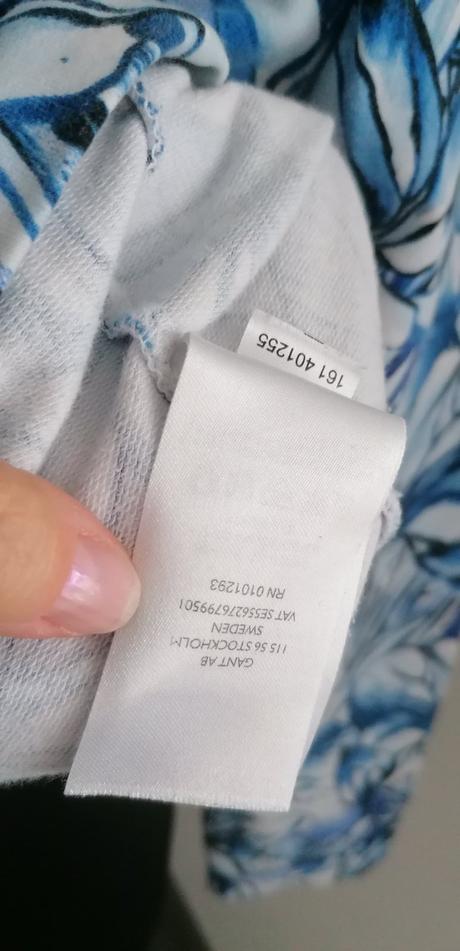 161 401255
GANT AB
115 56 STOCKHOLM
SWEDEN
VAT SE556276799501
RN 0101293